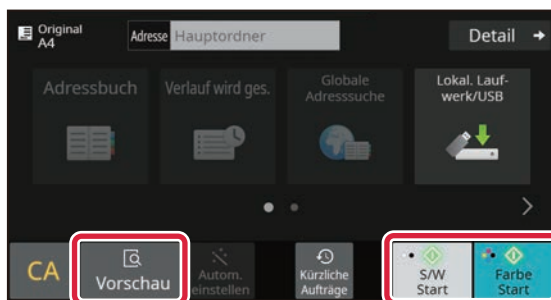 Original
A4
Adresse
Hauptordner
Detail
Adressbuch
Verlauf wird ges.
Globale
Adresssuche
Lokal. Lauf-
werk/USB
CA
Vorschau
Autom.
einstellen
Kürzliche
Aufträge
S/W
Start
Farbe
Start